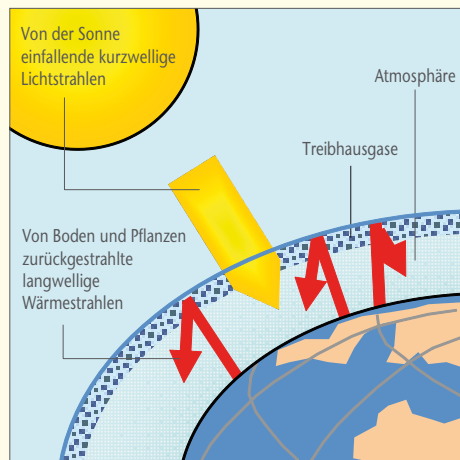 Von der Sonne
einfallende kurzwellige
Lichtstrahlen
Atmosphäre
Treibhausgase
Von Boden und Pflanzen
zurückgestrahlte
langwellige
Wärmestrahlen